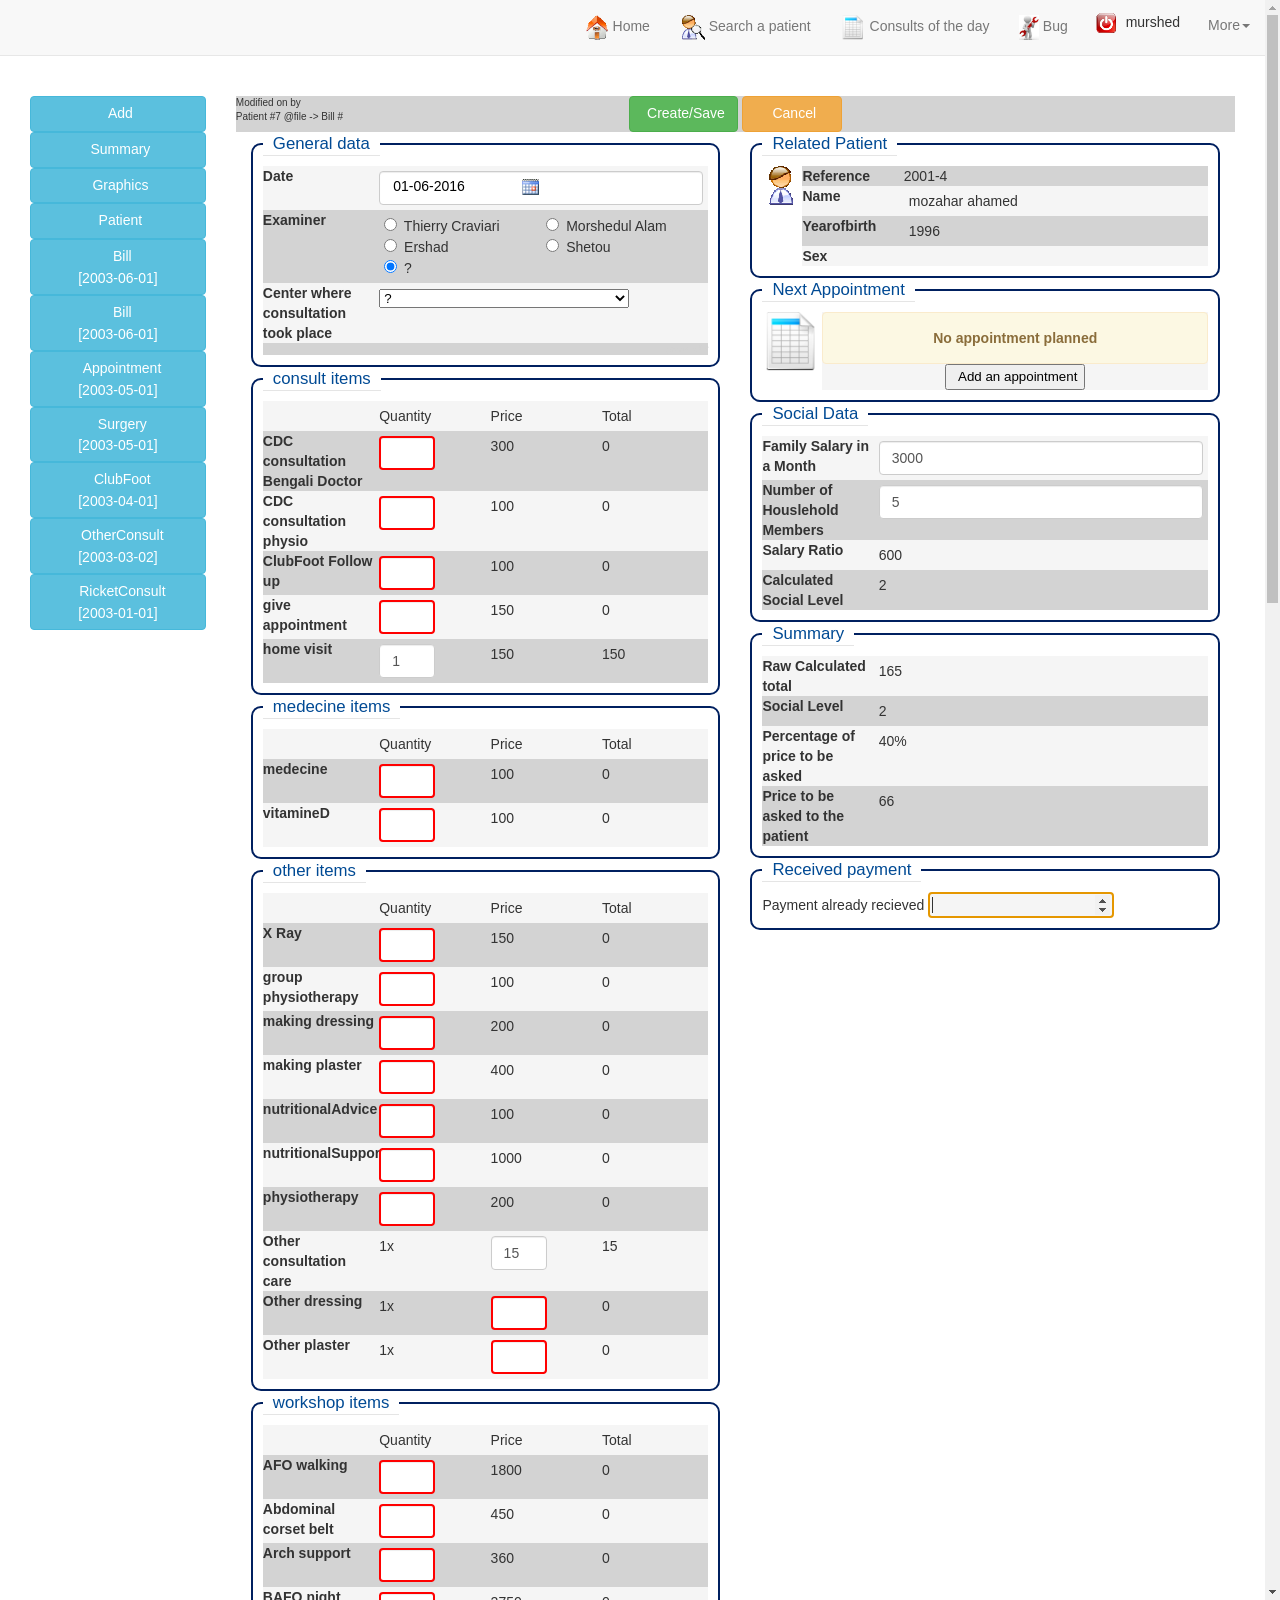 Home
Search a patient
Consults of the day
Bug
murshed
More
Add
Summary
Graphics
Patient
Bill
[2003-06-01]
Bill
[2003-06-01]
Appointment
[2003-05-01]
Surgery
[2003-05-01]
ClubFoot
[2003-04-01]
OtherConsult
[2003-03-02]
RicketConsult
[2003-01-01]
Modified on by
Patient #7 @file -> Bill #
Create/Save
Cancel
General data
Date
01-06-2016
Examiner
Thierry Craviari
Morshedul Alam
Ershad
Shetou
?
Center where
consultation
took place
?
consult items
Quantity Price Total
CDC
consultation
Bengali Doctor
300 0
CDC
consultation
physio
100 0
ClubFoot Follow
up
100 0
give
appointment
150 0
home visit
1 150 150
medecine items
Quantity Price Total
medecine 100 0
vitamineD 100 0
other items
Quantity Price Total
X Ray 150 0
group
physiotherapy
100 0
making dressing 200 0
making plaster 400 0
nutritionalAdvice 100 0
nutritionalSuppor 1000 0
physiotherapy 200 0
Other
consultation
care
1x 15 15
Other dressing 1x 0
Other plaster 1x 0
workshop items
Quantity Price Total
AFO walking 1800 0
Abdominal
corset belt
450 0
Arch support 360 0
BAFO night
Related Patient
Reference 2001-4
Name mozahar ahamed
Yearofbirth 1996
Sex
Next Appointment
No appointment planned
Add an appointment
Social Data
Family Salary in
a Month
3000
Number of
Houslehold
Members
5
Salary Ratio 600
Calculated
Social Level
2
Summary
Raw Calculated
total
165
Social Level 2
Percentage of
price to be
asked
40%
Price to be
asked to the
patient
66
Received payment
Payment already recieved